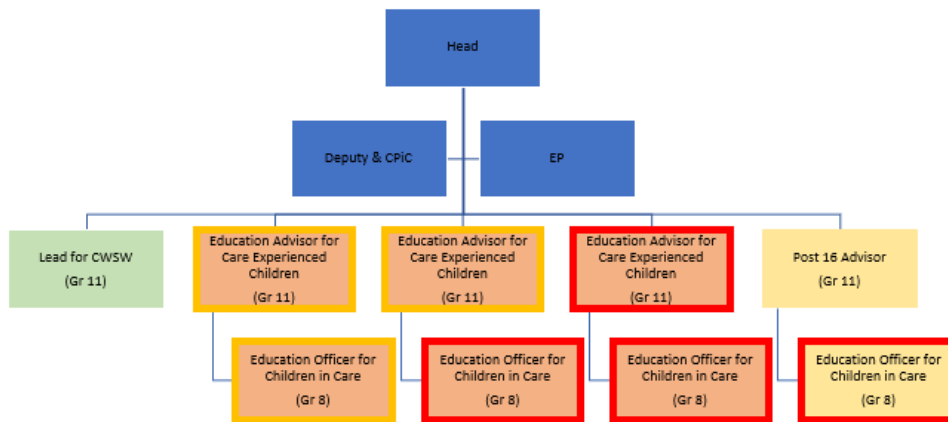 Head
Deputy & CPiC
EP
Lead for CWSW
(Gr 11)
Education Advisor for
Care Experienced
Children
(Gr 11)
Education Advisor for
Care Experienced
Children
(Gr 11)
Education Advisor for
Care Experienced
Children
(Gr 11)
Post 16 Advisor
(Gr 11)
Education Officer for
Children in Care
(Gr 8)
Education Officer for
Children in Care
(Gr 8)
Education Officer for
Children in Care
(Gr 8)
Education Officer for
Children in Care
(Gr 8)